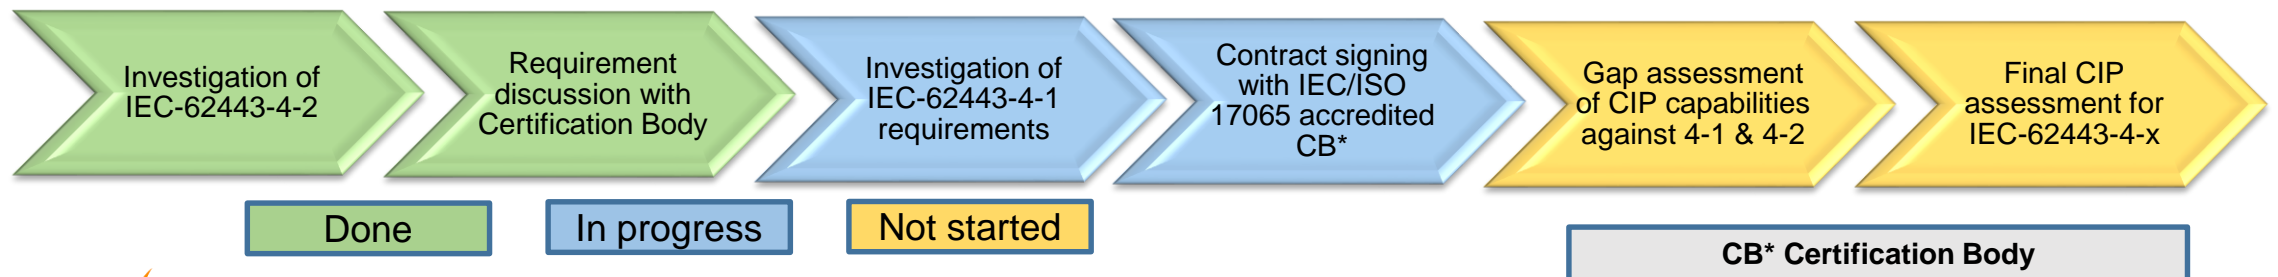 Investigation of
IEC-62443-4-2
Requirement
discussion with
Certification Body
Investigation of
IEC-62443-4-1
requirements
Contract signing
with IEC/ISO
17065 accredited
CB*
Gap assessment
of CIP capabilities
against 4-1 & 4-2
Final CIP
assessment for
IEC-62443-4-x
Done
In progress
Not started
CB* Certification Body